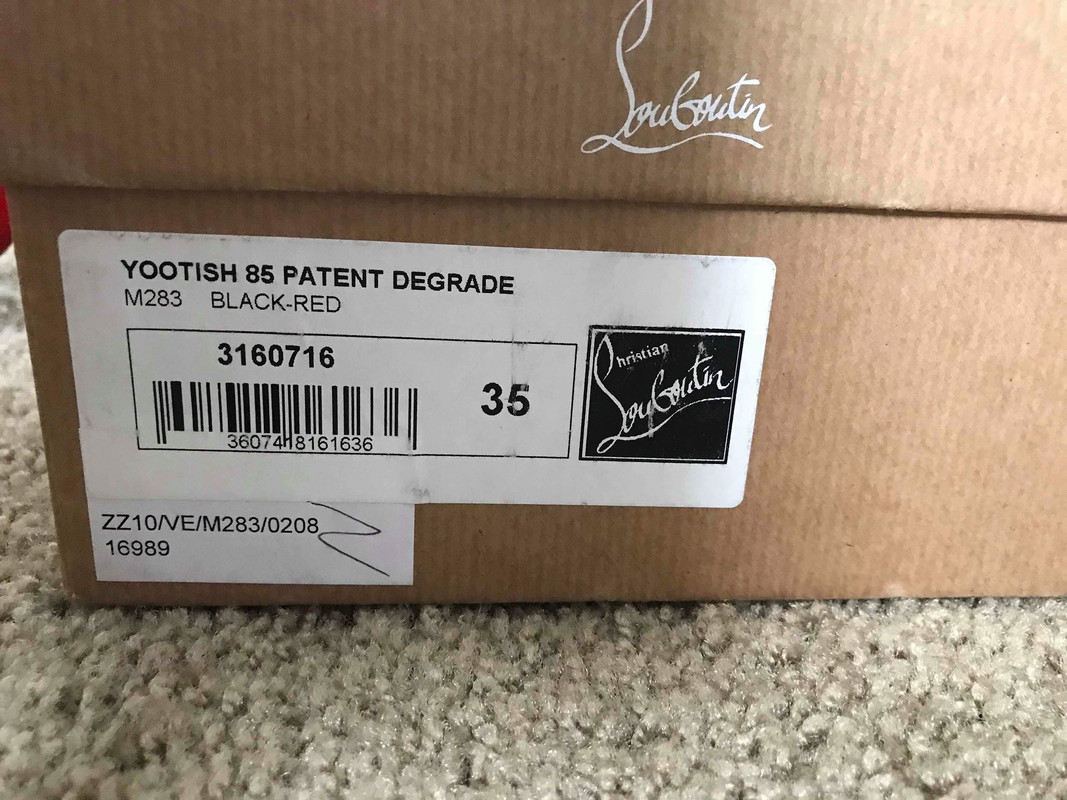 Louboutin
YOOTISH 85 PATENT DEGRADE
M283 BLACK-RED
3160716
35
3607418161636
Christian
Louboutin
ZZ10/VE/M283/0208
16989